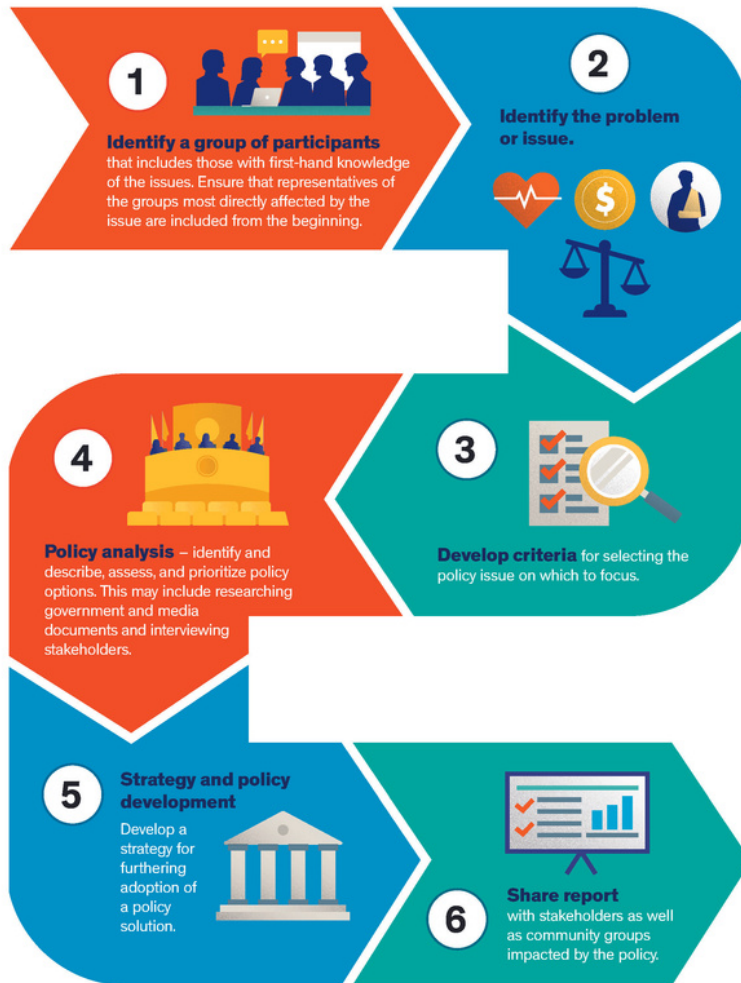 1
Identify a group of participants
that includes those with first-hand knowledge
of the issues. Ensure that representatives of
the groups most directly affected by the
issue are included from the beginning.
2
Identify the problem
or issue.
$
3
Develop criteria for selecting the
policy issue on which to focus.
4
Policy analysis – identify and
describe, assess, and prioritize policy
options. This may include researching
government and media
documents and interviewing
stakeholders.
5
Strategy and policy
development
Develop a
strategy for
furthering
adoption of
a policy
solution.
6
Share report
with stakeholders as well
as community groups
impacted by the policy.